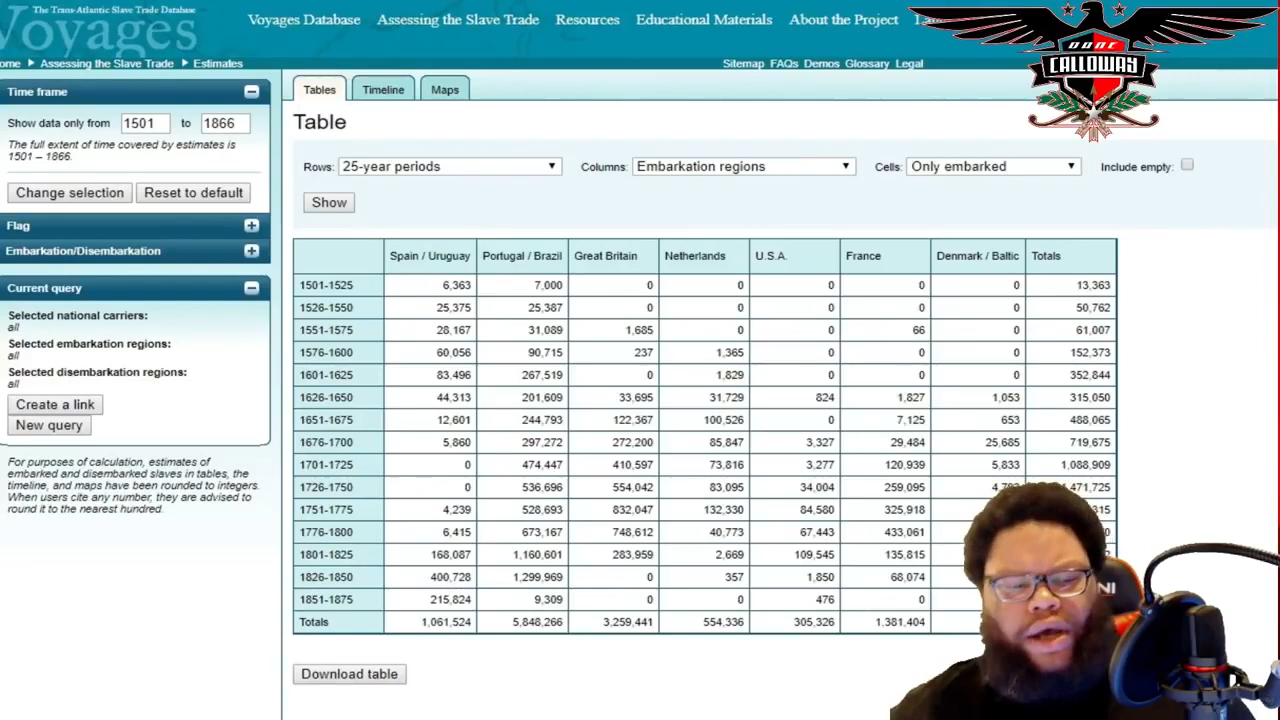 The Trans-Atlantic Slave Trade Database
Voyages
Voyages Database Assessing the Slave Trade Resources Educational Materials About the Project
ome Assessing the Slave Trade Estimates
Sitemap FAQs Demos Glossary Legal
DUNE
CALLOWAY
Time frame
Show data only from 1501 to 1866
The full extent of time covered by estimates is
1501 – 1866.
Change selection Reset to default
Flag
Embarkation/Disembarkation
Current query
Selected national carriers:
all
Selected embarkation regions:
all
Selected disembarkation regions:
all
Create a link
New query
For purposes of calculation, estimates of
embarked and disembarked slaves in tables, the
timeline, and maps have been rounded to integers.
When users cite any number, they are advised to
round it to the nearest hundred.
Tables Timeline Maps
Table
Rows: 25-year periods Columns: Embarkation regions Cells: Only embarked Include empty:
Show
Spain / Uruguay Portugal / Brazil Great Britain Netherlands U.S.A. France Denmark / Baltic Totals
1501-1525 6,363 7,000 0 0 0 0 0 13,363
1526-1550 25,375 25,387 0 0 0 0 0 50,762
1551-1575 28,167 31,089 1,685 0 0 66 0 61,007
1576-1600 60,056 90,715 237 1,365 0 0 0 152,373
1601-1625 83,496 267,519 0 1,829 0 0 0 352,844
1626-1650 44,313 201,609 33,695 31,729 824 1,827 1,053 315,050
1651-1675 12,601 244,793 122,367 100,526 0 7,125 653 488,065
1676-1700 5,860 297,272 272,200 85,847 3,327 29,484 25,685 719,675
1701-1725 0 474,447 410,597 73,816 3,277 120,939 5,833 1,088,909
1726-1750 0 536,696 554,042 83,095 34,004 259,095 471,725
1751-1775 4,239 528,693 832,047 132,330 84,580 325,918 315
1776-1800 6,415 673,167 748,612 40,773 67,443 433,061
1801-1825 168,087 1,160,601 283,959 2,669 109,545 135,815
1826-1850 400,728 1,299,969 0 357 1,850 68,074
1851-1875 215,824 9,309 0 0 476 0
Totals 1,061,524 5,848,266 3,259,441 554,336 305,326 1,381,404
Download table
NI